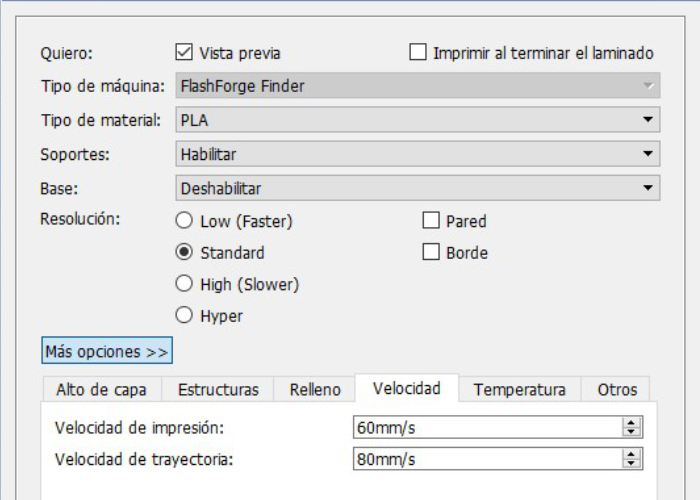 Quiero: Vista previa Imprimir al terminar el laminado
Tipo de máquina: FlashForge Finder
Tipo de material: PLA
Soportes: Habilitar
Base: Deshabilitar
Resolución: Low (Faster) Pared
Standard Borde
High (Slower)
Hyper
Más opciones >>
Alto de capa Estructuras Relleno Velocidad Temperatura Otros
Velocidad de impresión: 60mm/s
Velocidad de trayectoria: 80mm/s